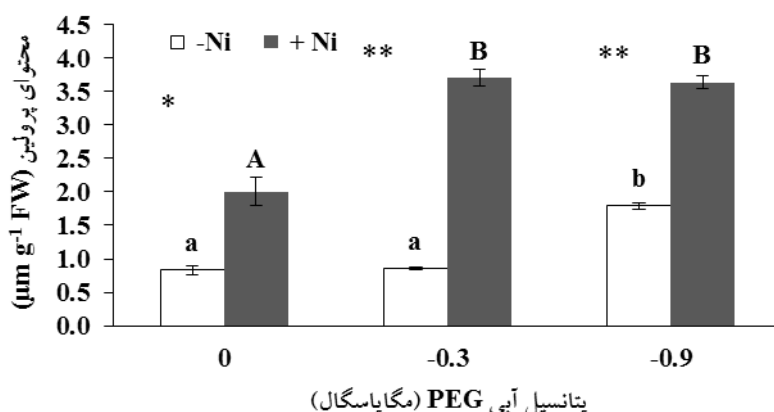 محتوای پرولین (µm g-1 FW)
4.5
4.0
3.5
3.0
2.5
2.0
1.5
1.0
0.5
0.0
-Ni + Ni
* ** **
a A a B b B
0 -0.3 -0.9
پتانسیل آبی PEG (مگاپاسگال)